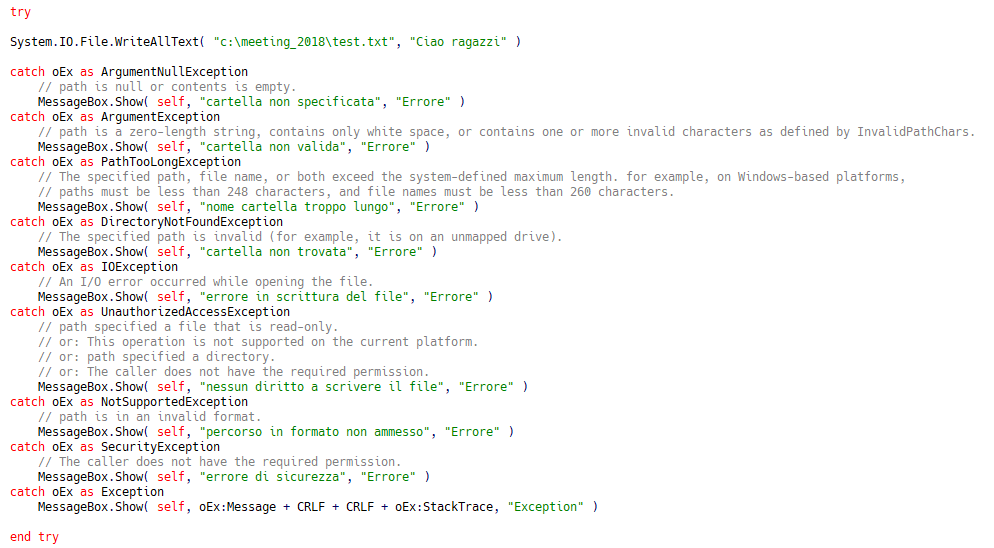 try
System.IO.File.WriteAllText( "c:\meeting_2018\test.txt", "Ciao ragazzi" )
catch oEx as ArgumentNullException
// path is null or contents is empty.
MessageBox.Show( self, "cartella non specificata", "Errore" )
catch oEx as ArgumentException
// path is a zero-length string, contains only white space, or contains one or more invalid characters as defined by InvalidPathChars.
MessageBox.Show( self, "cartella non valida", "Errore" )
catch oEx as PathTooLongException
// The specified path, file name, or both exceed the system-defined maximum length. for example, on Windows-based platforms,
// paths must be less than 248 characters, and file names must be less than 260 characters.
MessageBox.Show( self, "nome cartella troppo lungo", "Errore" )
catch oEx as DirectoryNotFoundException
// The specified path is invalid (for example, it is on an unmapped drive).
MessageBox.Show( self, "cartella non trovata", "Errore" )
catch oEx as IOException
// An I/O error occurred while opening the file.
MessageBox.Show( self, "errore in scrittura del file", "Errore" )
catch oEx as UnauthorizedAccessException
// path specified a file that is read-only.
// or: This operation is not supported on the current platform.
// or: path specified a directory.
// or: The caller does not have the required permission.
MessageBox.Show( self, "nessun diritto a scrivere il file", "Errore" )
catch oEx as NotSupportedException
// path is in an invalid format.
MessageBox.Show( self, "percorso in formato non ammesso", "Errore" )
catch oEx as SecurityException
// The caller does not have the required permission.
MessageBox.Show( self, "errore di sicurezza", "Errore" )
catch oEx as Exception
MessageBox.Show( self, oEx:Message + CRLF + CRLF + oEx:StackTrace, "Exception" )
end try